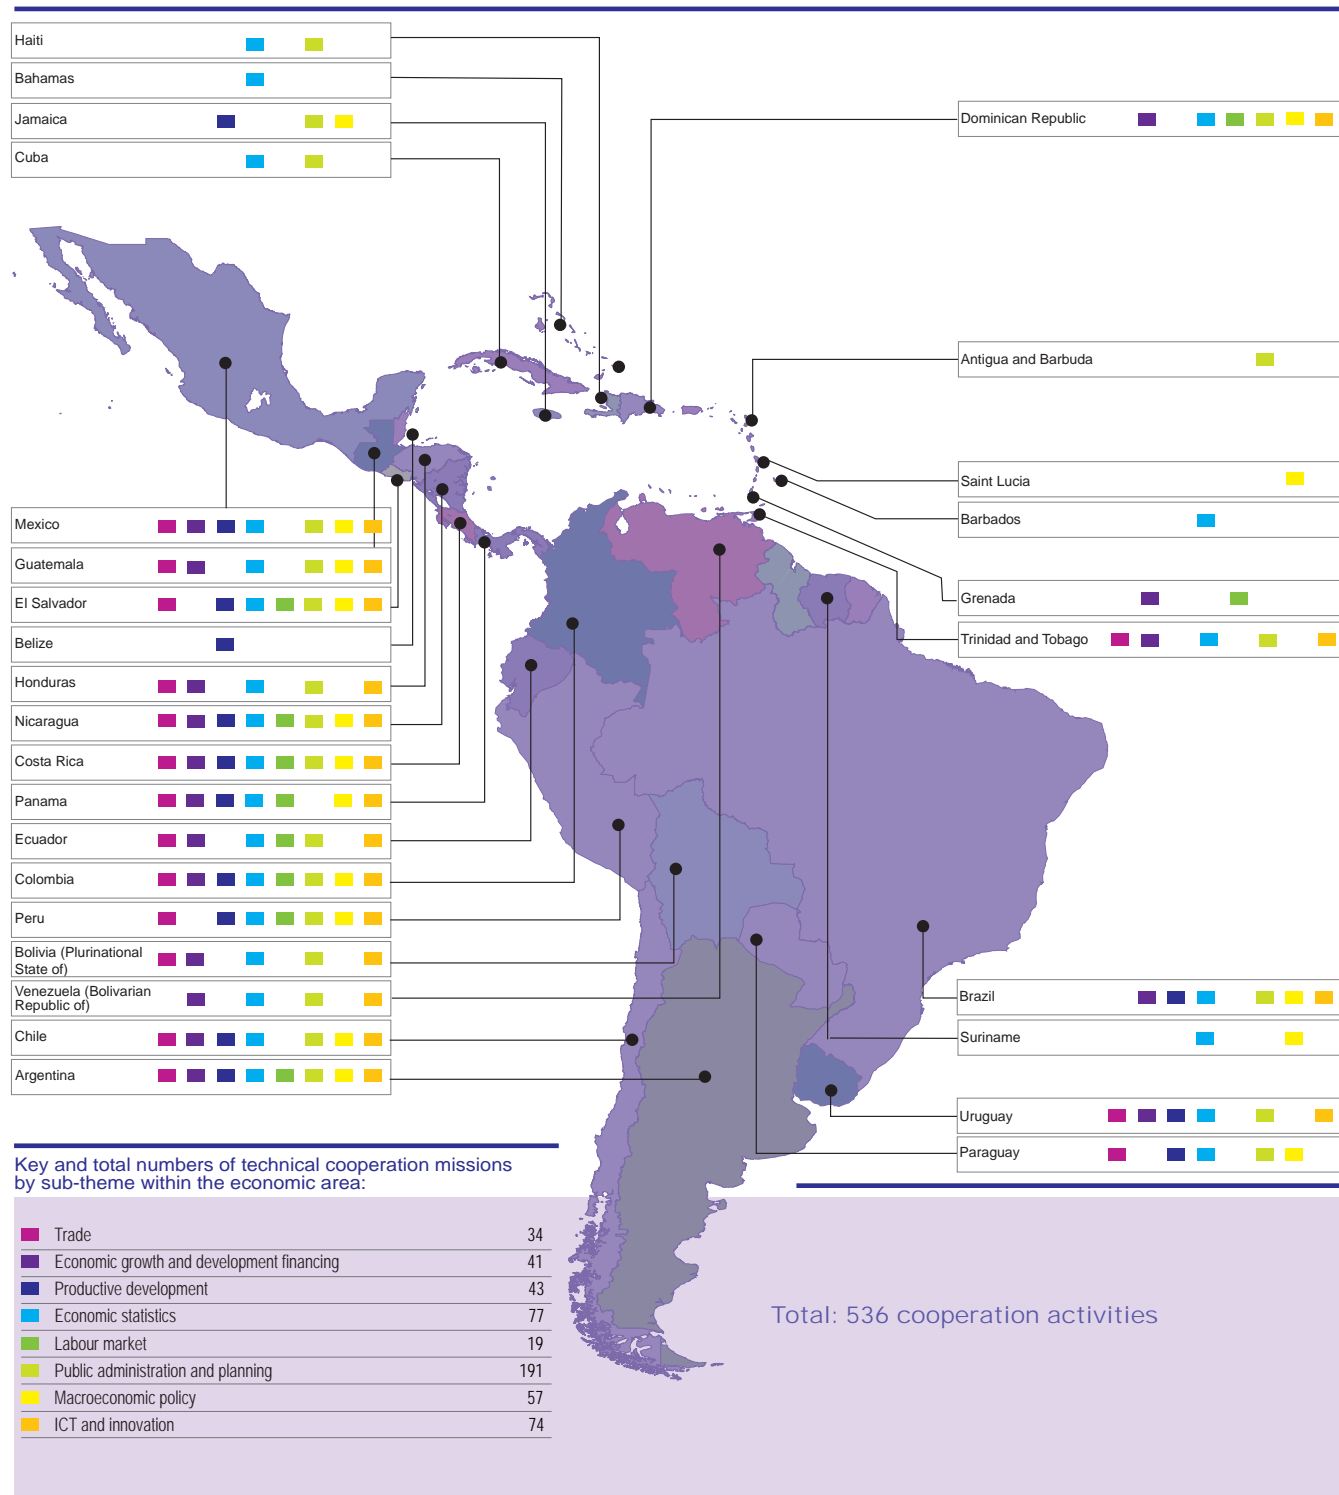 Haiti
Bahamas
Jamaica
Cuba
Dominican Republic
Antigua and Barbuda
Saint Lucia
Barbados
Grenada
Trinidad and Tobago
Mexico
Guatemala
El Salvador
Belize
Honduras
Nicaragua
Costa Rica
Panama
Ecuador
Colombia
Peru
Bolivia (Plurinational
State of)
Venezuela (Bolivarian
Republic of)
Chile
Argentina
Brazil
Suriname
Uruguay
Paraguay
Key and total numbers of technical cooperation missions
by sub-theme within the economic area:
Trade 34
Economic growth and development financing 41
Productive development 43
Economic statistics 77
Labour market 19
Public administration and planning 191
Macroeconomic policy 57
ICT and innovation 74
Total: 536 cooperation activities